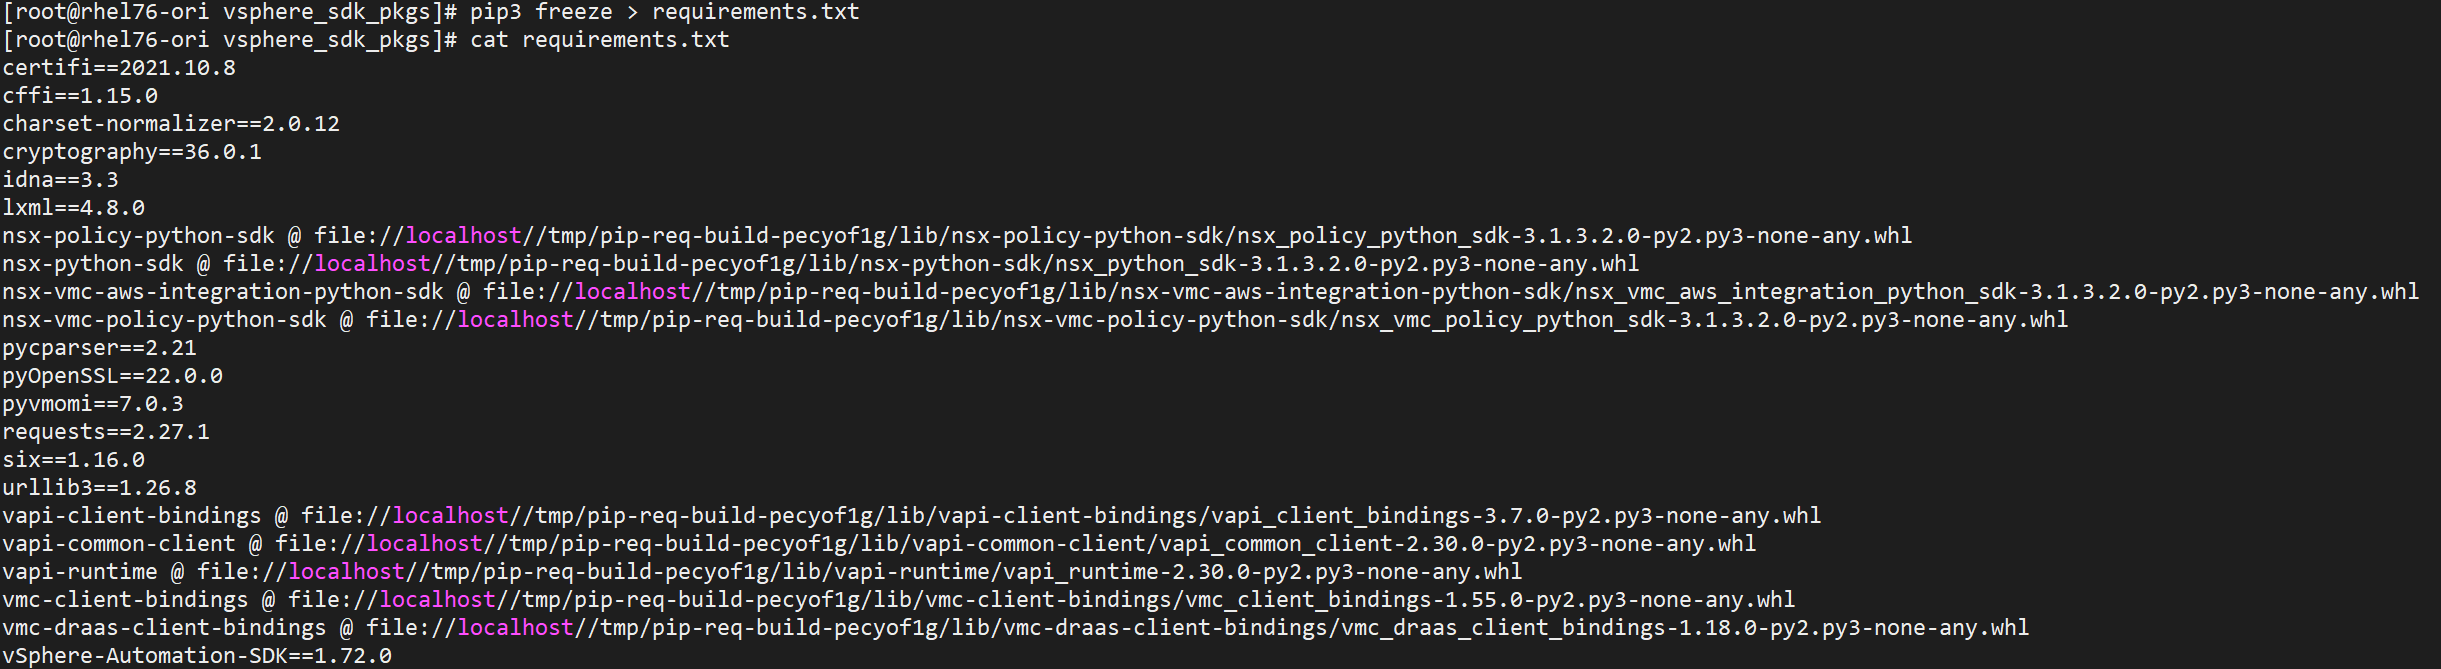 [root@rhel76-ori vsphere_sdk_pkgs]# pip3 freeze > requirements.txt
[root@rhel76-ori vsphere_sdk_pkgs]# cat requirements.txt
certifi==2021.10.8
cffi==1.15.0
charset-normalizer==2.0.12
cryptography==36.0.1
idna==3.3
lxml==4.8.0
nsx-policy-python-sdk @ file://localhost//tmp/pip-req-build-pecyof1g/lib/nsx-policy-python-sdk/nsx_policy_python_sdk-3.1.3.2.0-py2.py3-none-any.whl
nsx-python-sdk @ file://localhost//tmp/pip-req-build-pecyof1g/lib/nsx-python-sdk/nsx_python_sdk-3.1.3.2.0-py2.py3-none-any.whl
nsx-vmc-aws-integration-python-sdk @ file://localhost//tmp/pip-req-build-pecyof1g/lib/nsx-vmc-aws-integration-python-sdk/nsx_vmc_aws_integration_python_sdk-3.1.3.2.0-py2.py3-none-any.whl
nsx-vmc-policy-python-sdk @ file://localhost//tmp/pip-req-build-pecyof1g/lib/nsx-vmc-policy-python-sdk/nsx_vmc_policy_python_sdk-3.1.3.2.0-py2.py3-none-any.whl
pycparser==2.21
pyOpenSSL==22.0.0
pyvmomi==7.0.3
requests==2.27.1
six==1.16.0
urllib3==1.26.8
vapi-client-bindings @ file://localhost//tmp/pip-req-build-pecyof1g/lib/vapi-client-bindings/vapi_client_bindings-3.7.0-py2.py3-none-any.whl
vapi-common-client @ file://localhost//tmp/pip-req-build-pecyof1g/lib/vapi-common-client/vapi_common_client-2.30.0-py2.py3-none-any.whl
vapi-runtime @ file://localhost//tmp/pip-req-build-pecyof1g/lib/vapi-runtime/vapi_runtime-2.30.0-py2.py3-none-any.whl
vmc-client-bindings @ file://localhost//tmp/pip-req-build-pecyof1g/lib/vmc-client-bindings/vmc_client_bindings-1.55.0-py2.py3-none-any.whl
vmc-draas-client-bindings @ file://localhost//tmp/pip-req-build-pecyof1g/lib/vmc-draas-client-bindings/vmc_draas_client_bindings-1.18.0-py2.py3-none-any.whl
vSphere-Automation-SDK==1.72.0